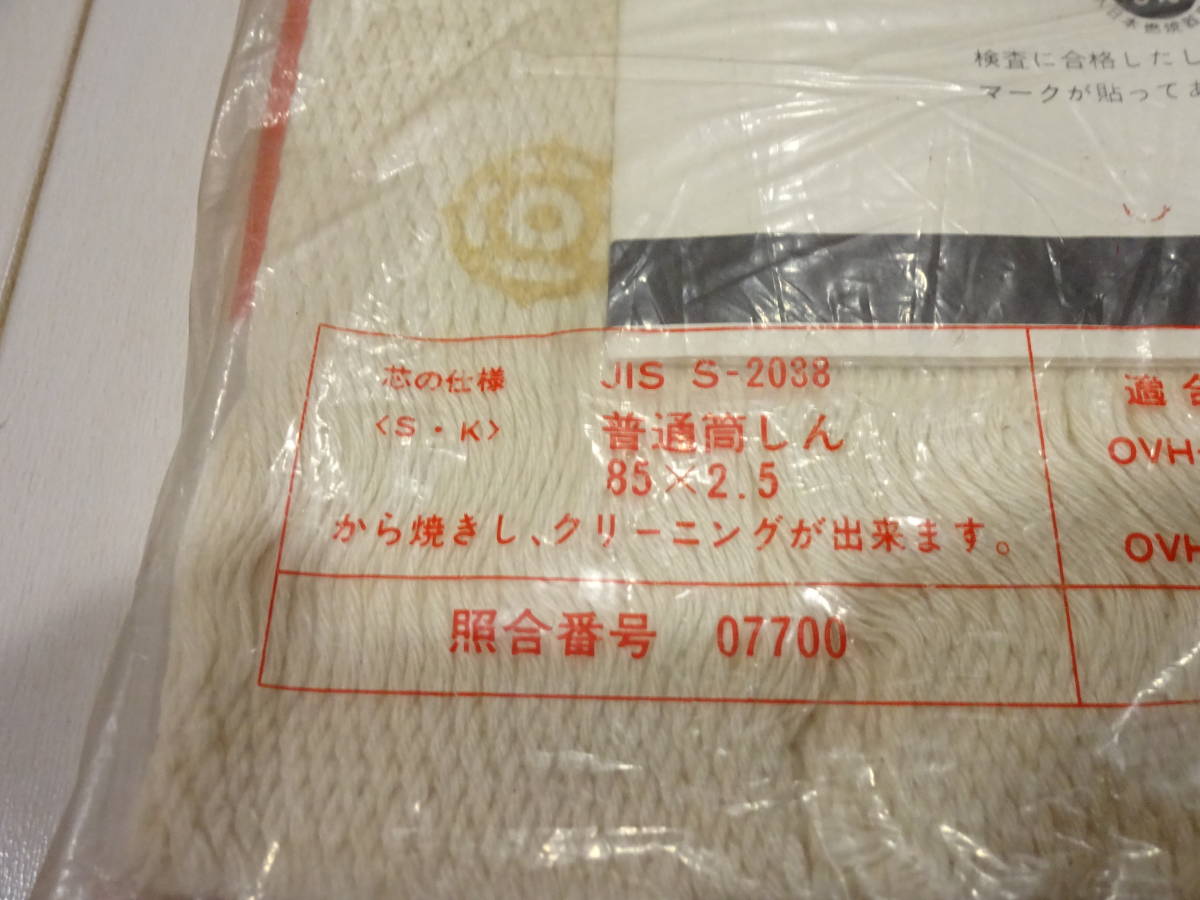 検査に合格したし
マークが貼ってあ
芯の仕様
JIS S-2038
<S・K>
普通筒しん
85×2.5
から焼きし、クリーニングが出来ます。
適合
OVH-
OVH
照合番号 07700